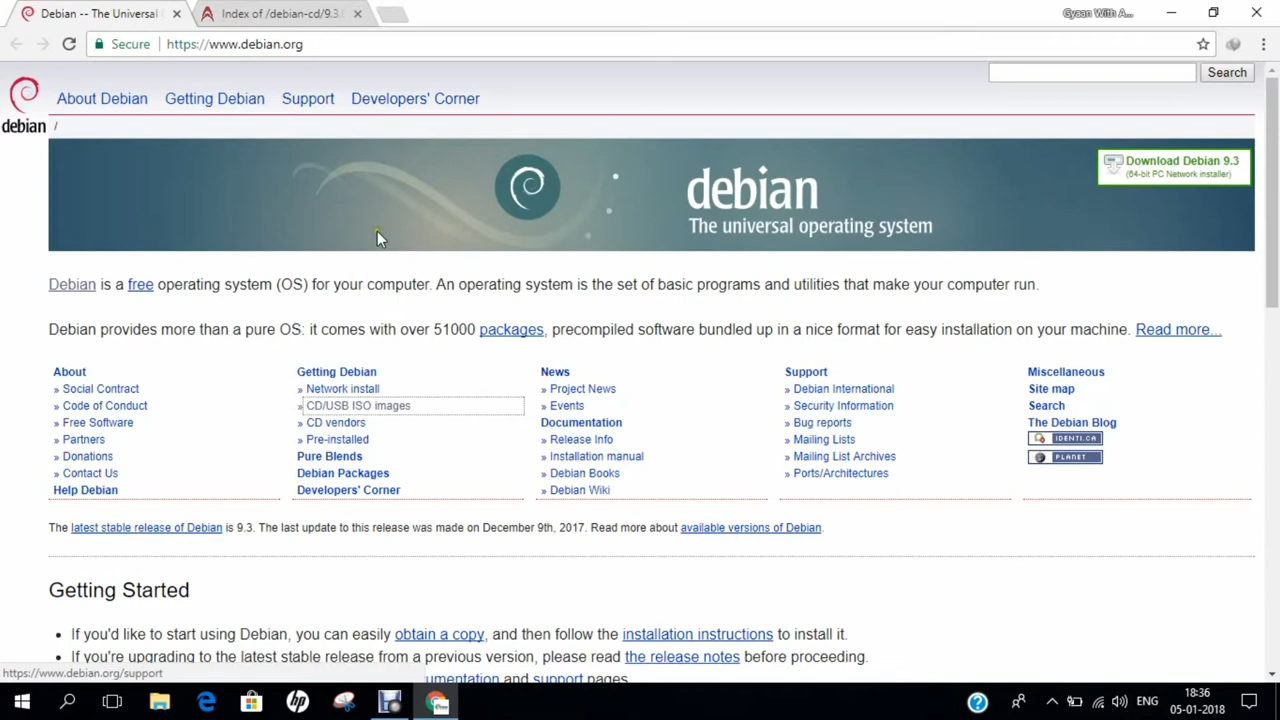 Debian -- The Universal
Index of /debian-cd/9.3.
Gyaan With A...
Secure
https://www.debian.org
Search
About Debian
Getting Debian
Support
Developers' Corner
debian
/
debian
The universal operating system
Download Debian 9.3
(64-bit PC Network installer)
Debian is a free operating system (OS) for your computer. An operating system is the set of basic programs and utilities that make your computer run.
Debian provides more than a pure OS: it comes with over 51000 packages, precompiled software bundled up in a nice format for easy installation on your machine. Read more...
About
» Social Contract
» Code of Conduct
» Free Software
» Partners
» Donations
» Contact Us
Help Debian
Getting Debian
» Network install
» CD/USB ISO images
» CD vendors
» Pre-installed
Pure Blends
Debian Packages
Developers' Corner
News
» Project News
» Events
Documentation
» Release Info
» Installation manual
» Debian Books
» Debian Wiki
Support
» Debian International
» Security Information
» Bug reports
» Mailing Lists
» Mailing List Archives
» Ports/Architectures
Miscellaneous
Site map
Search
The Debian Blog
IDENTI.CA
PLANET
The latest stable release of Debian is 9.3. The last update to this release was made on December 9th, 2017. Read more about available versions of Debian.
Getting Started
• If you'd like to start using Debian, you can easily obtain a copy, and then follow the installation instructions to install it.
• If you're upgrading to the latest stable release from a previous version, please read the release notes before proceeding.
support pages.
https://www.debian.org/support
hp
ENG
18:36
05-01-2018